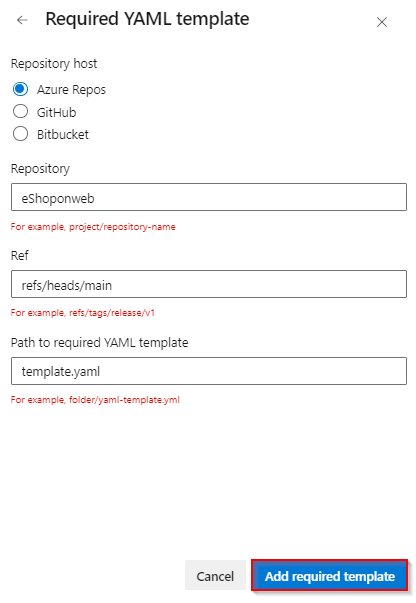 Required YAML template
Repository host
Azure Repos
GitHub
Bitbucket
Repository
eShoponweb
For example, project/repository-name
Ref
refs/heads/main
For example, refs/tags/release/v1
Path to required YAML template
template.yaml
For example, folder/yaml-template.yml
Cancel
Add required template